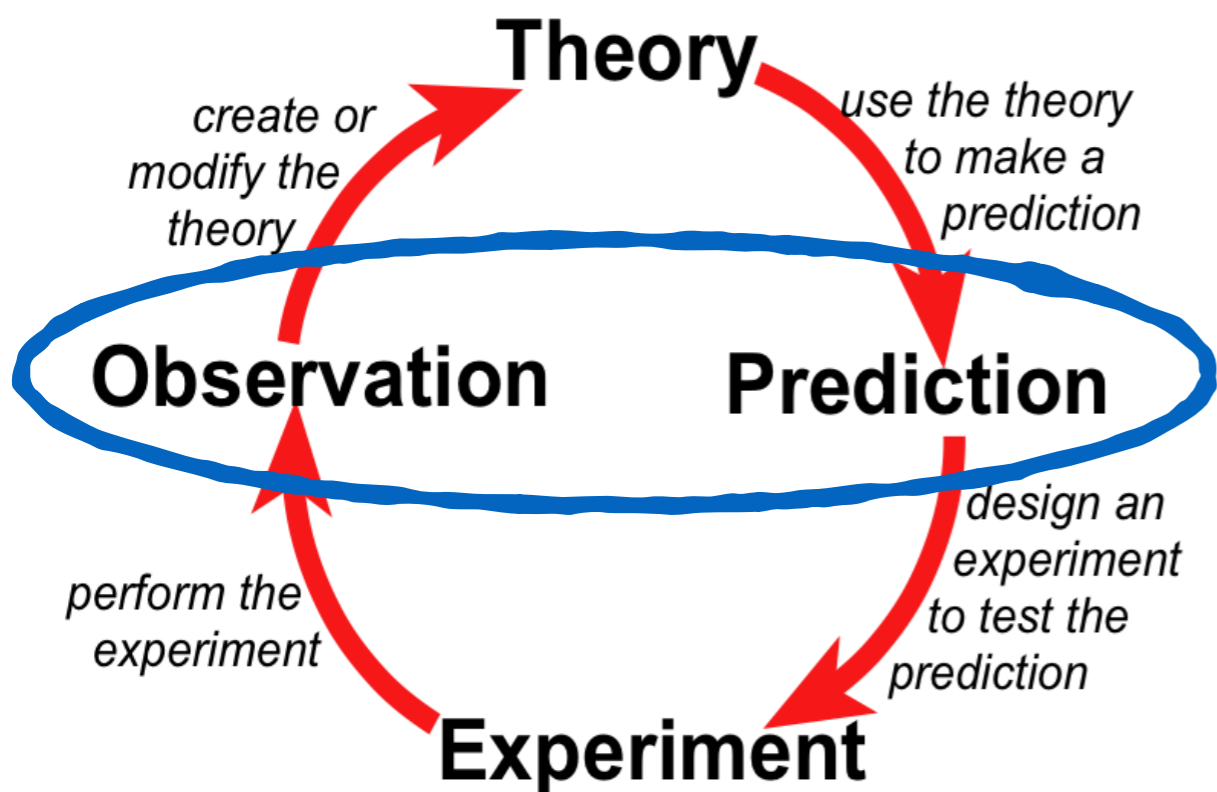 Theory
create or
modify the
theory
use the theory
to make a
prediction
Observation
Prediction
perform the
experiment
design an
experiment
to test the
prediction
Experiment